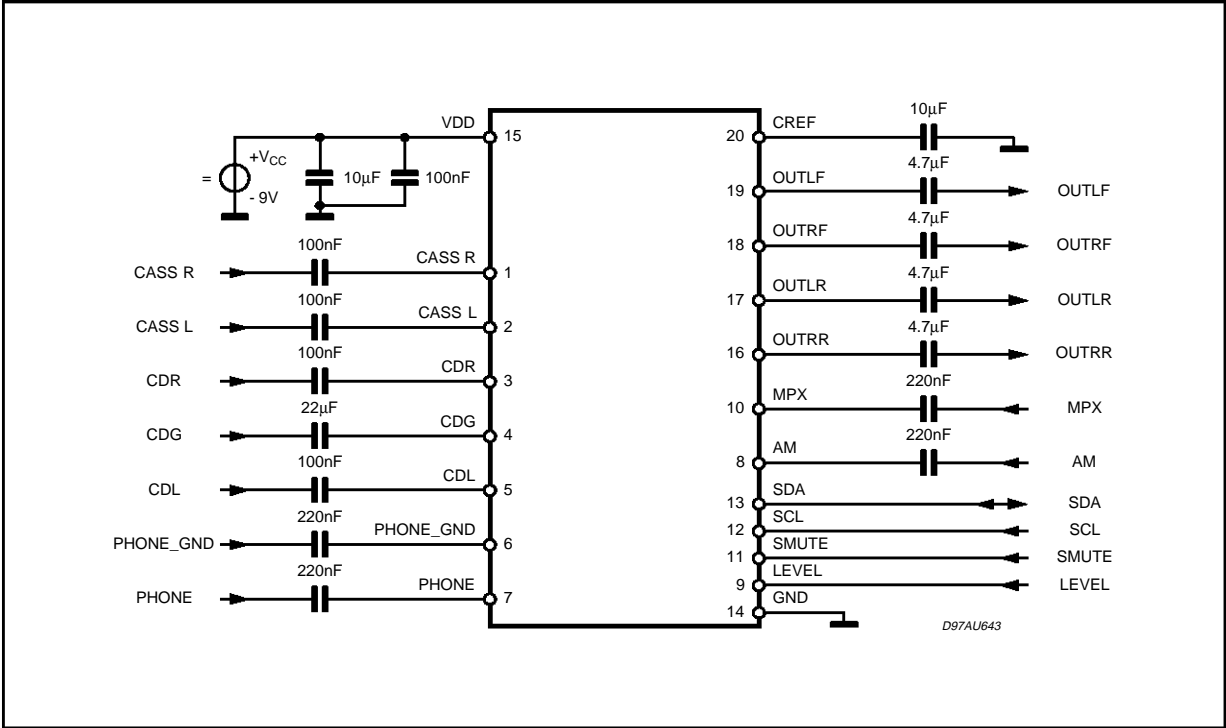 VDD
15
+VCC
=
- 9V
10μF
100nF
100nF
CASS R
CASS R
1
100nF
CASS L
CASS L
2
100nF
CDR
CDR
3
22μF
CDG
CDG
4
100nF
CDL
CDL
5
220nF
PHONE_GND
PHONE_GND
6
220nF
PHONE
PHONE
7
10μF
20
CREF
4.7μF
19
OUTLF
OUTLF
4.7μF
18
OUTRF
OUTRF
4.7μF
17
OUTLR
OUTLR
4.7μF
16
OUTRR
OUTRR
220nF
10
MPX
MPX
220nF
8
AM
AM
13
SDA
SDA
12
SCL
SCL
11
SMUTE
SMUTE
9
LEVEL
LEVEL
14
GND
D97AU643